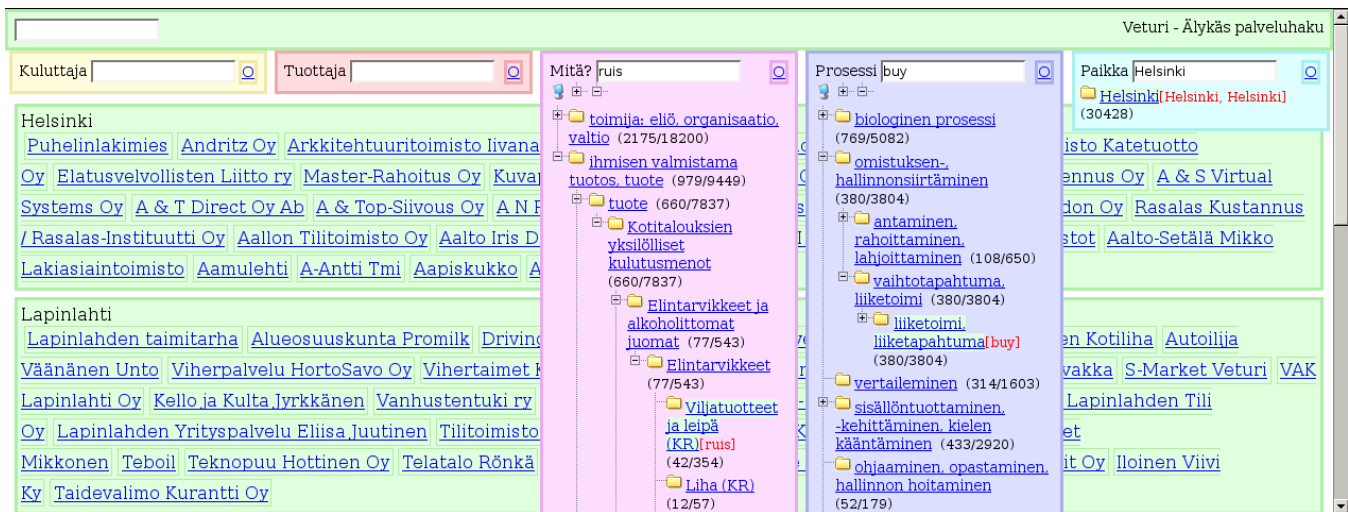 Veturi - Älykäs palveluhaku
Kuluttaja O
Tuottaja O
Mitä? ruis O
toimija: eliö, organisaatio,
valtio (2175/18200)
ihmisen valmistama
tuotos, tuote (979/9449)
tuote (660/7837)
Kotitalouksien
yksilölliset
kulutusmenot
(660/7837)
Elintarvikkeet ja
alkoholittomat
juomat (77/543)
Elintarvikkeet
(77/543)
Viljatuotteet
ja leipä
(KR)[ruis]
(42/354)
Liha (KR)
(12/57)
Prosessi buy O
biologinen prosessi
(769/5082)
omistuksen-,
hallinnonsiirtäminen
(380/3804)
antaminen,
rahoittaminen,
lahjoittaminen (108/650)
vaihtotapahtuma,
liiketoimi (380/3804)
liiketoimi,
liiketapahtuma[buy]
(380/3804)
vertaileminen (314/1603)
sisällöntuottaminen,
-kehittäminen, kielen
kääntäminen (433/2920)
ohjaaminen, opastaminen,
hallinnon hoitaminen
(52/179)
Paikka Helsinki O
Helsinki[Helsinki, Helsinki]
(30428)
Helsinki
Puhelinlakimies Andritz Oy Arkkitehtuuritoimisto Iivana Katetuotto
Oy Elatusvelvollisten Liitto ry Master-Rahoitus Oy Oy A & S Virtual
Systems Oy A & T Direct Oy Ab A & Top-Siivous Oy A N Oy Rasalas Kustannus
/ Rasalas-Instituutti Oy Aallon Tilitoimisto Oy Aalto Iris Aalto-Setälä Mikko
Lakiasiaintoimisto Aamulehti A-Antti Tmi Aapiskukko
Lapinlahti
Lapinlahden taimitarha Alueosuuskunta Promilk Kotiliha Autoilija
Väänänen Unto Viherpalvelu HortoSavo Oy Vihertaimet S-Market Veturi VAK
Lapinlahti Oy Kello ja Kulta Jyrkkänen Vanhustentuki ry Lapinlahden Tili
Oy Lapinlahden Yrityspalvelu Eliisa Juutinen Tilitoimisto
Mikkonen Teboil Teknopuu Hottinen Oy Telatalo Rönkä Oy Iloinen Viivi
Ky Taidevalimo Kurantti Oy